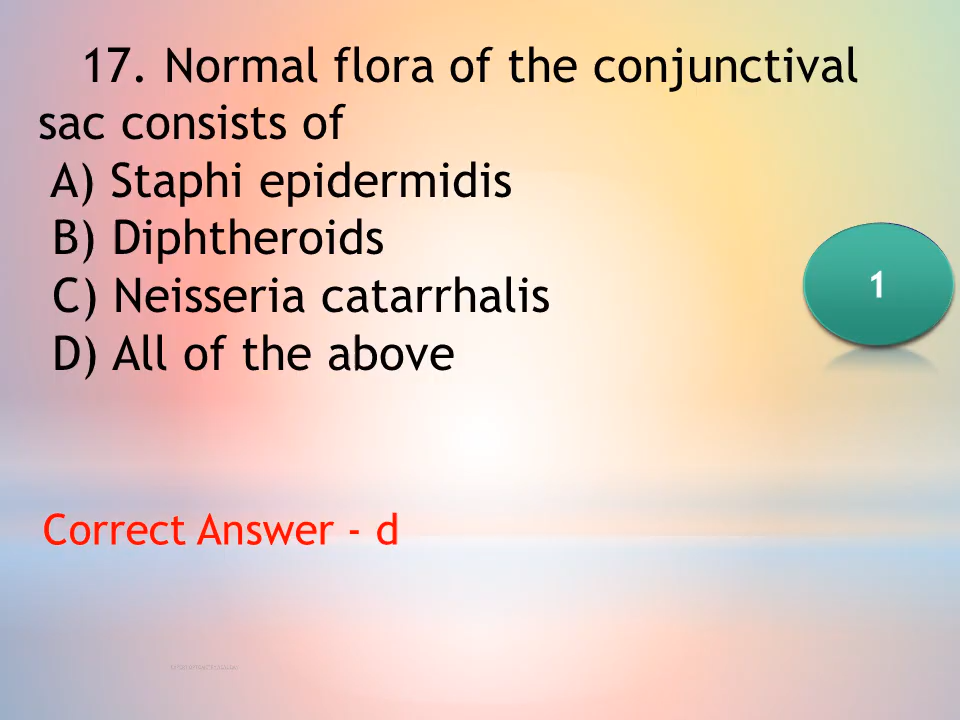 17. Normal flora of the conjunctival
sac consists of
A) Staphi epidermidis
B) Diphtheroids
C) Neisseria catarrhalis
D) All of the above
1
Correct Answer - d